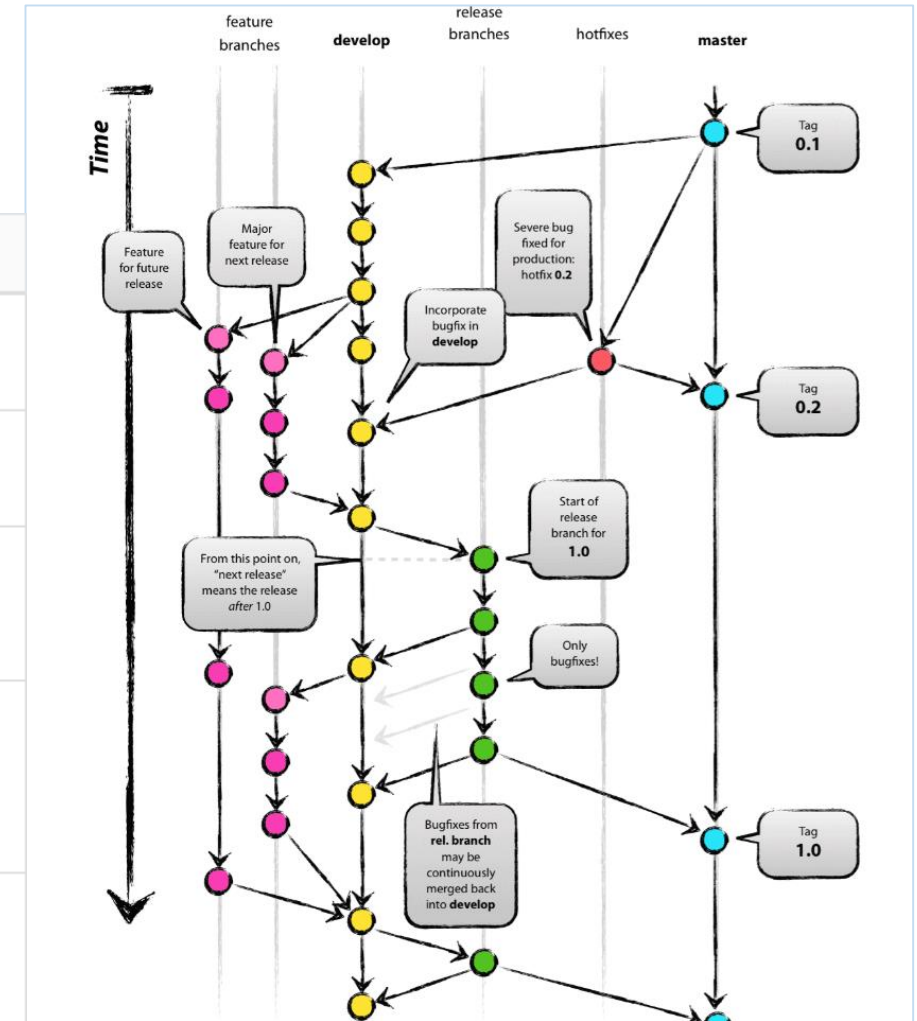 feature
branches
develop
release
branches
hotfixes
master
Time
Tag
0.1
Feature
for future
release
Major
feature for
next release
Severe bug
fixed for
production:
hotfix 0.2
Incorporate
bugfix in
develop
Tag
0.2
Start of
release
branch for
1.0
From this point on,
“next release”
means the release
after 1.0
Only
bugfixes!
Bugfixes from
rel. branch
may be
continuously
merged back
into develop
Tag
1.0